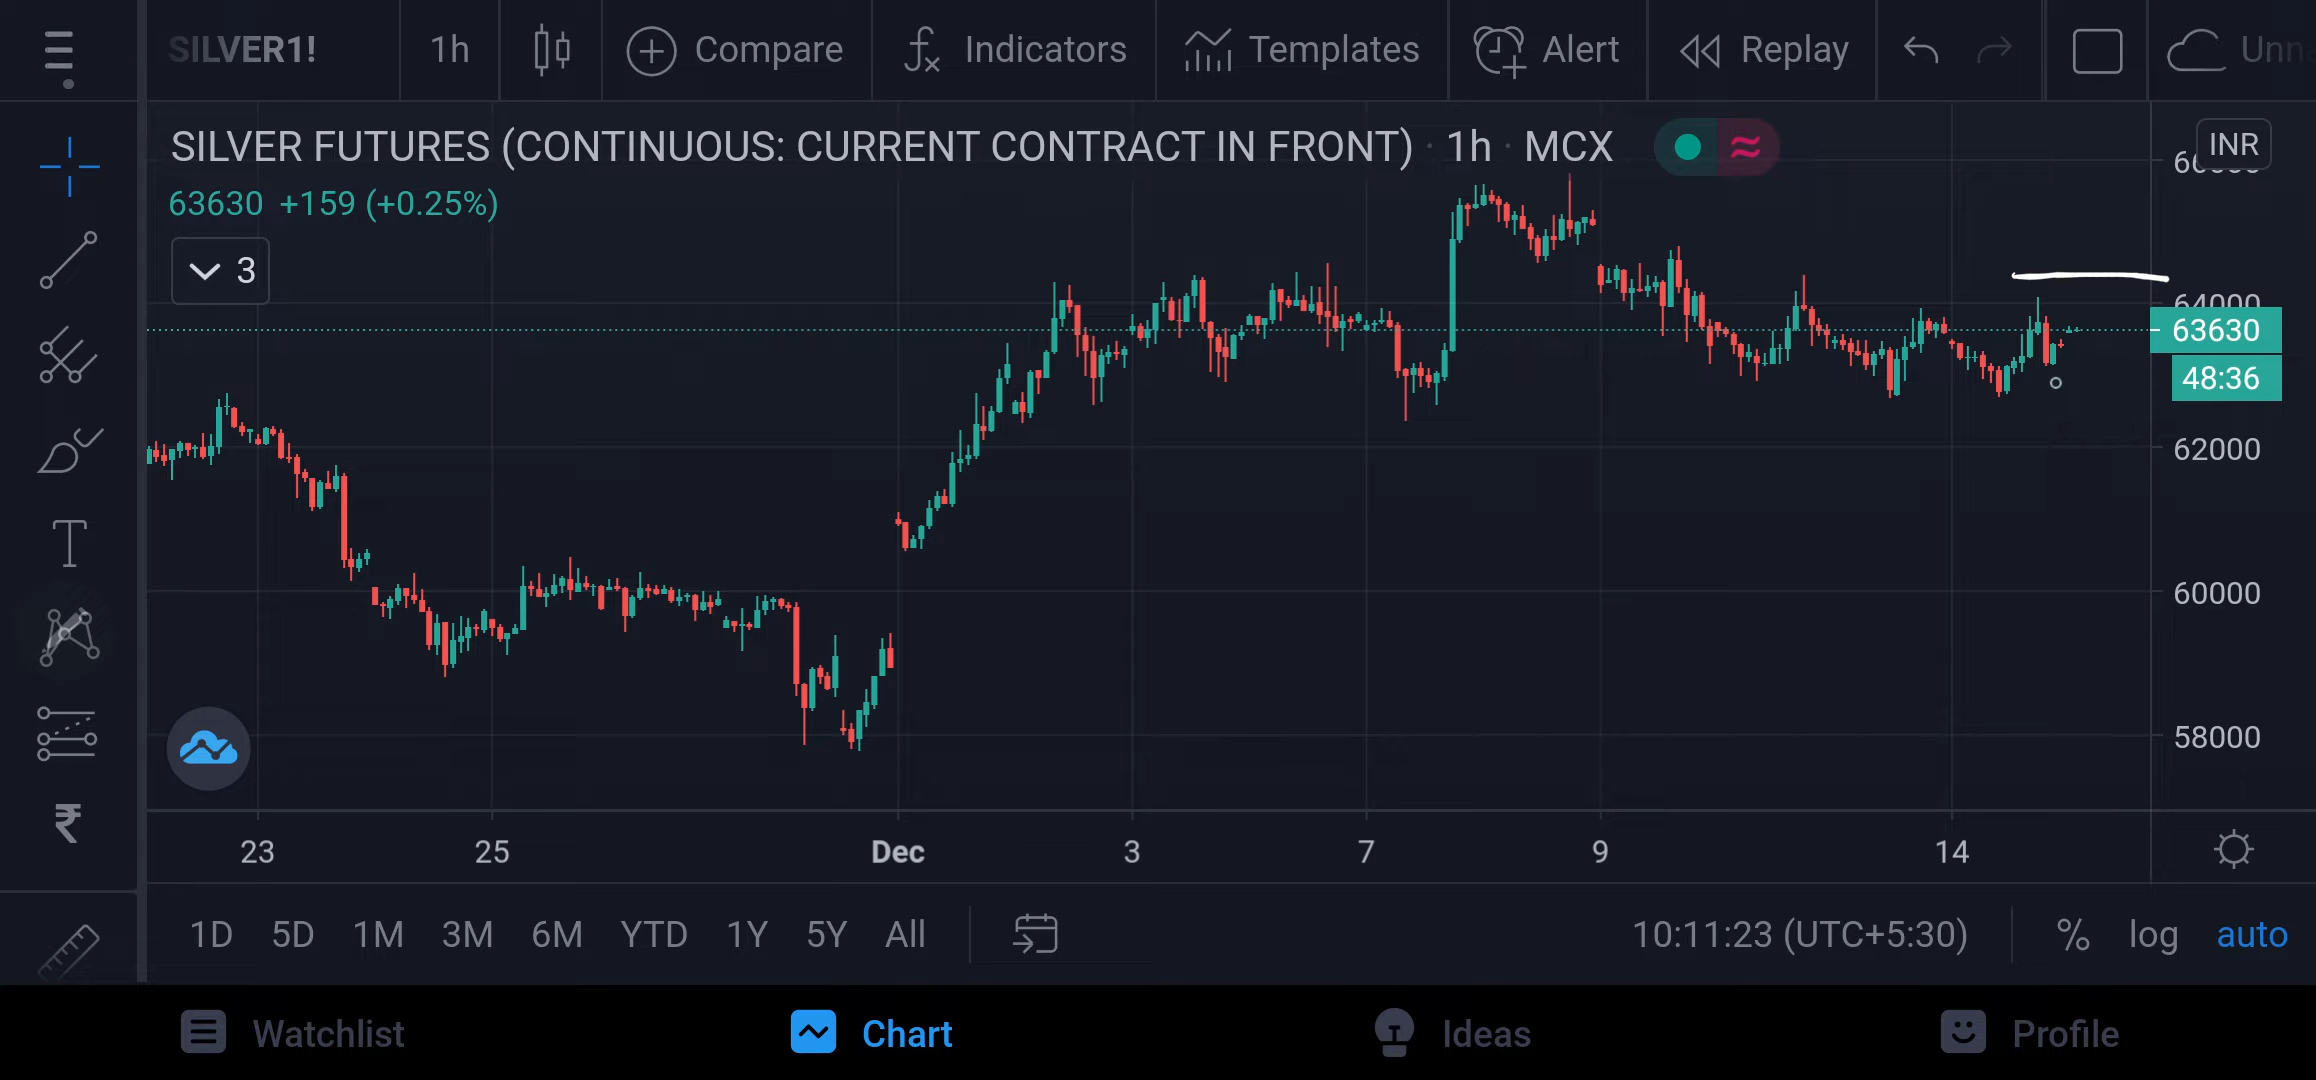 SILVER1! 1h Compare Indicators Templates Alert Replay
SILVER FUTURES (CONTINUOUS: CURRENT CONTRACT IN FRONT) · 1h · MCX
INR
63630 +159 (+0.25%)
3
64000
63630
48:36
62000
60000
58000
23 25 Dec 3 7 9 14
1D 5D 1M 3M 6M YTD 1Y 5Y All 10:11:23 (UTC+5:30) % log auto
Watchlist Chart Ideas Profile